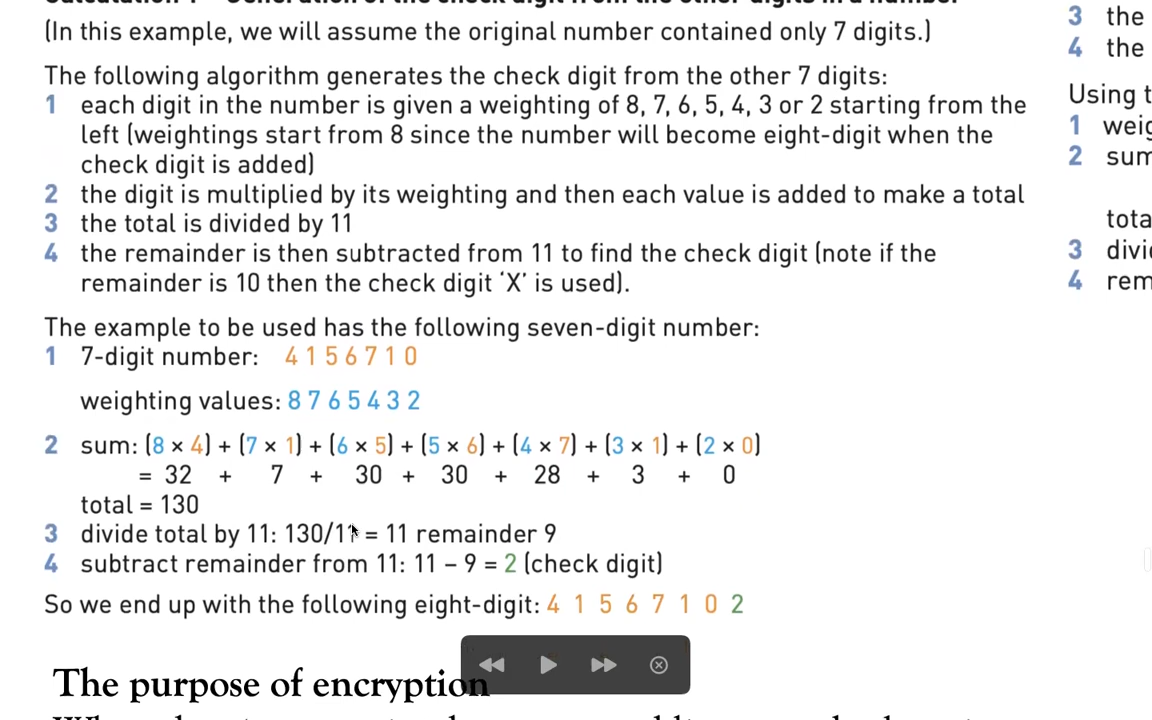 (In this example, we will assume the original number contained only 7 digits.)
The following algorithm generates the check digit from the other 7 digits:
1 each digit in the number is given a weighting of 8, 7, 6, 5, 4, 3 or 2 starting from the
left (weightings start from 8 since the number will become eight-digit when the
check digit is added)
2 the digit is multiplied by its weighting and then each value is added to make a total
3 the total is divided by 11
4 the remainder is then subtracted from 11 to find the check digit (note if the
remainder is 10 then the check digit ‘X’ is used).
The example to be used has the following seven-digit number:
1 7-digit number: 4 1 5 6 7 1 0
weighting values: 8 7 6 5 4 3 2
2 sum: (8 × 4) + (7 × 1) + (6 × 5) + (5 × 6) + (4 × 7) + (3 × 1) + (2 × 0)
= 32 + 7 + 30 + 30 + 28 + 3 + 0
total = 130
3 divide total by 11: 130/11 = 11 remainder 9
4 subtract remainder from 11: 11 – 9 = 2 (check digit)
So we end up with the following eight-digit: 4 1 5 6 7 1 0 2
The purpose of encryption
3 the
4 the
Using t
1 weig
2 sum
tota
3 divi
4 rem